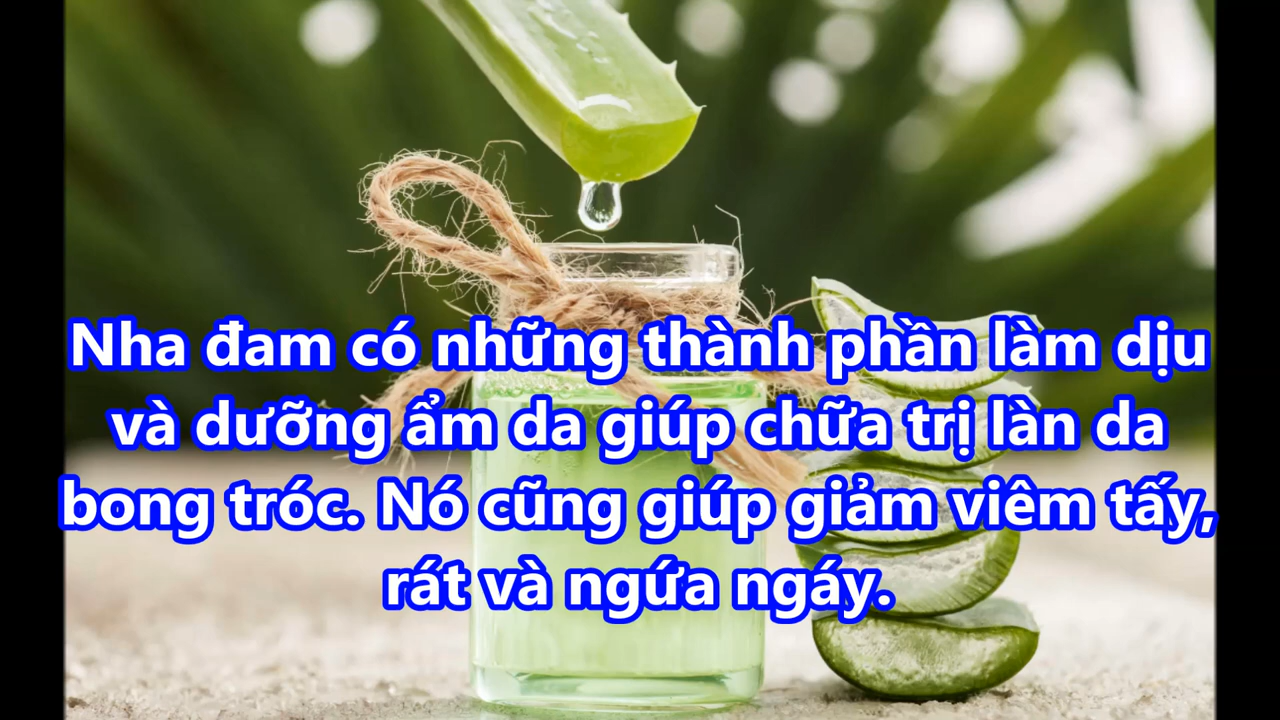 Nha đam có những thành phần làm dịu
và dưỡng ẩm da giúp chữa trị làn da
bong tróc. Nó cũng giúp giảm viêm tấy,
rát và ngứa ngáy.